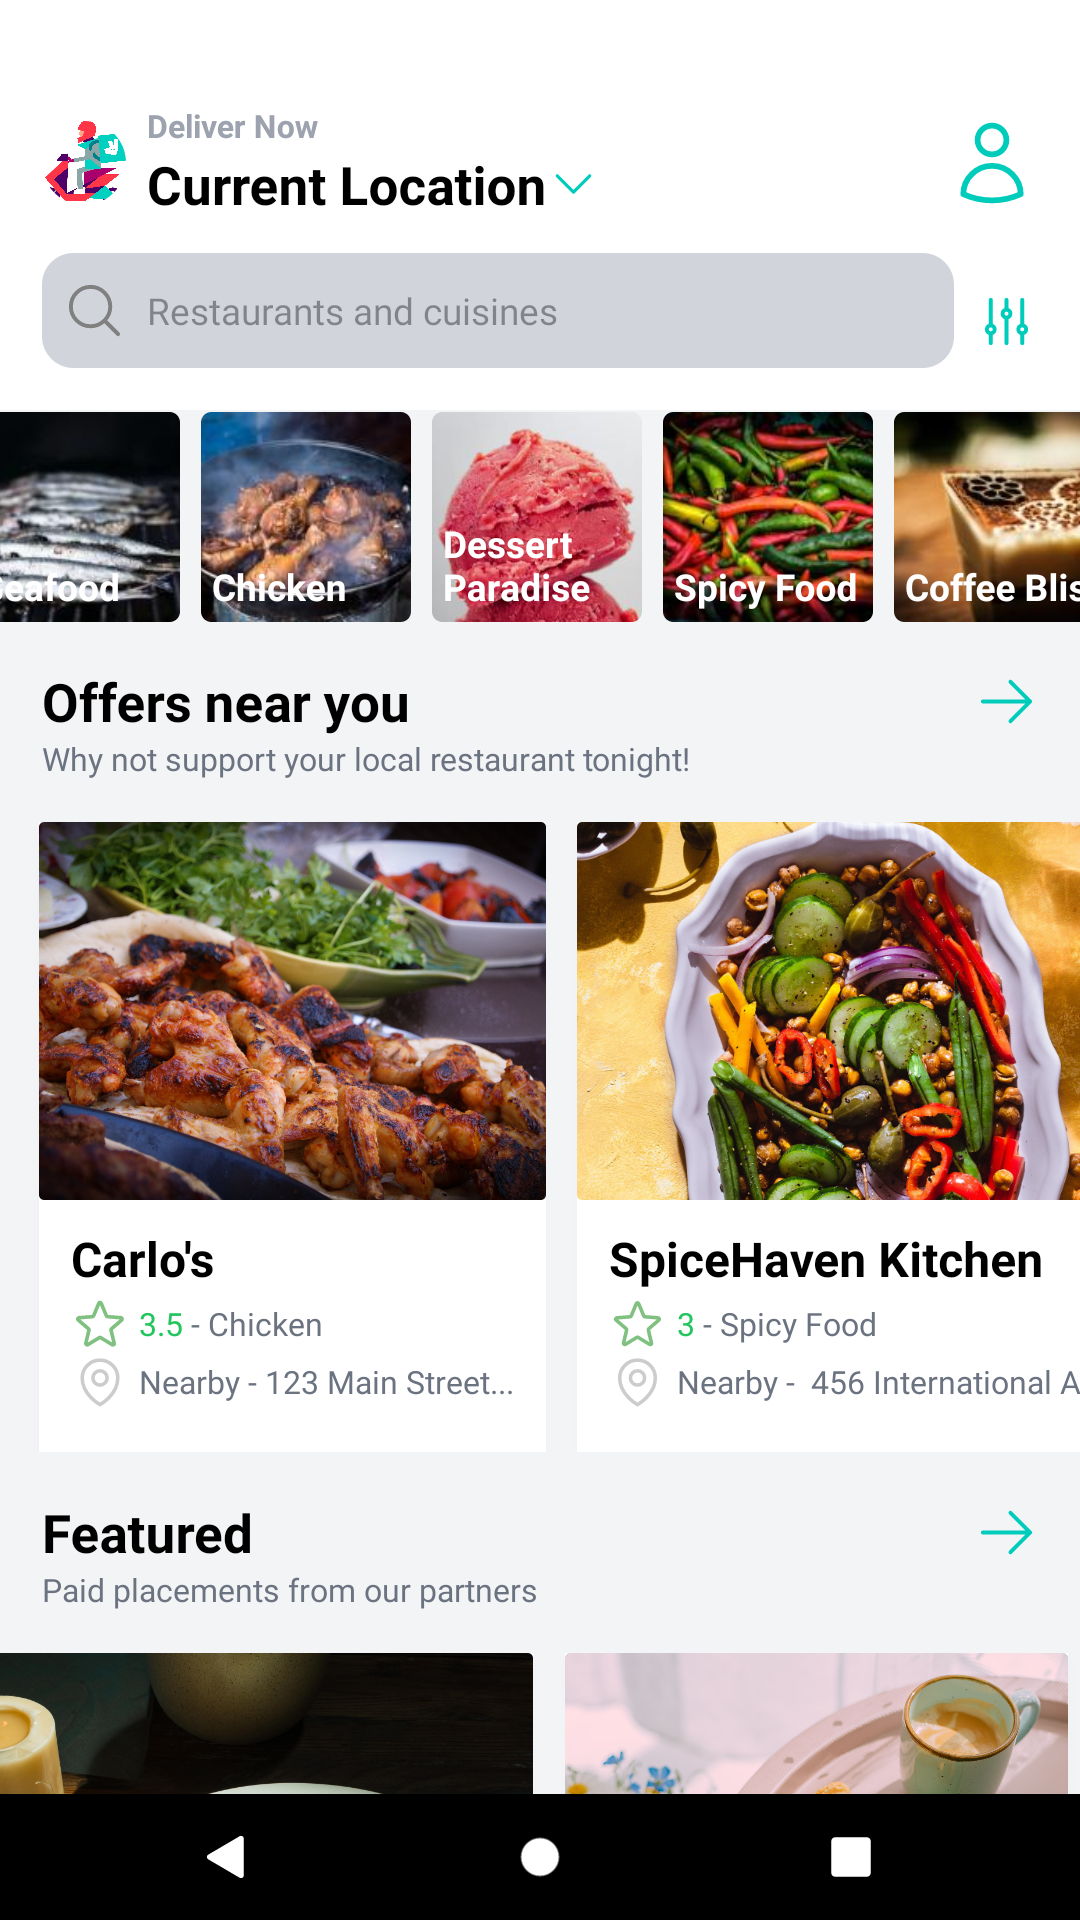 Deliver Now
Current Location
Restaurants and cuisines
Seafood
Chicken
Dessert
Paradise
Spicy Food
Coffee Blis
Offers near you
Why not support your local restaurant tonight!
Carlo's
3.5 - Chicken
Nearby - 123 Main Street...
SpiceHaven Kitchen
3 - Spicy Food
Nearby - 456 International A
Featured
Paid placements from our partners